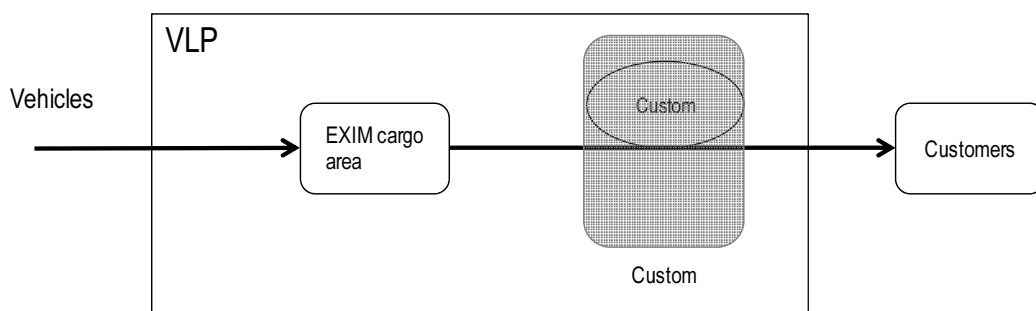 VLP
Vehicles
Custom
EXIM cargo
area
Customers
Custom